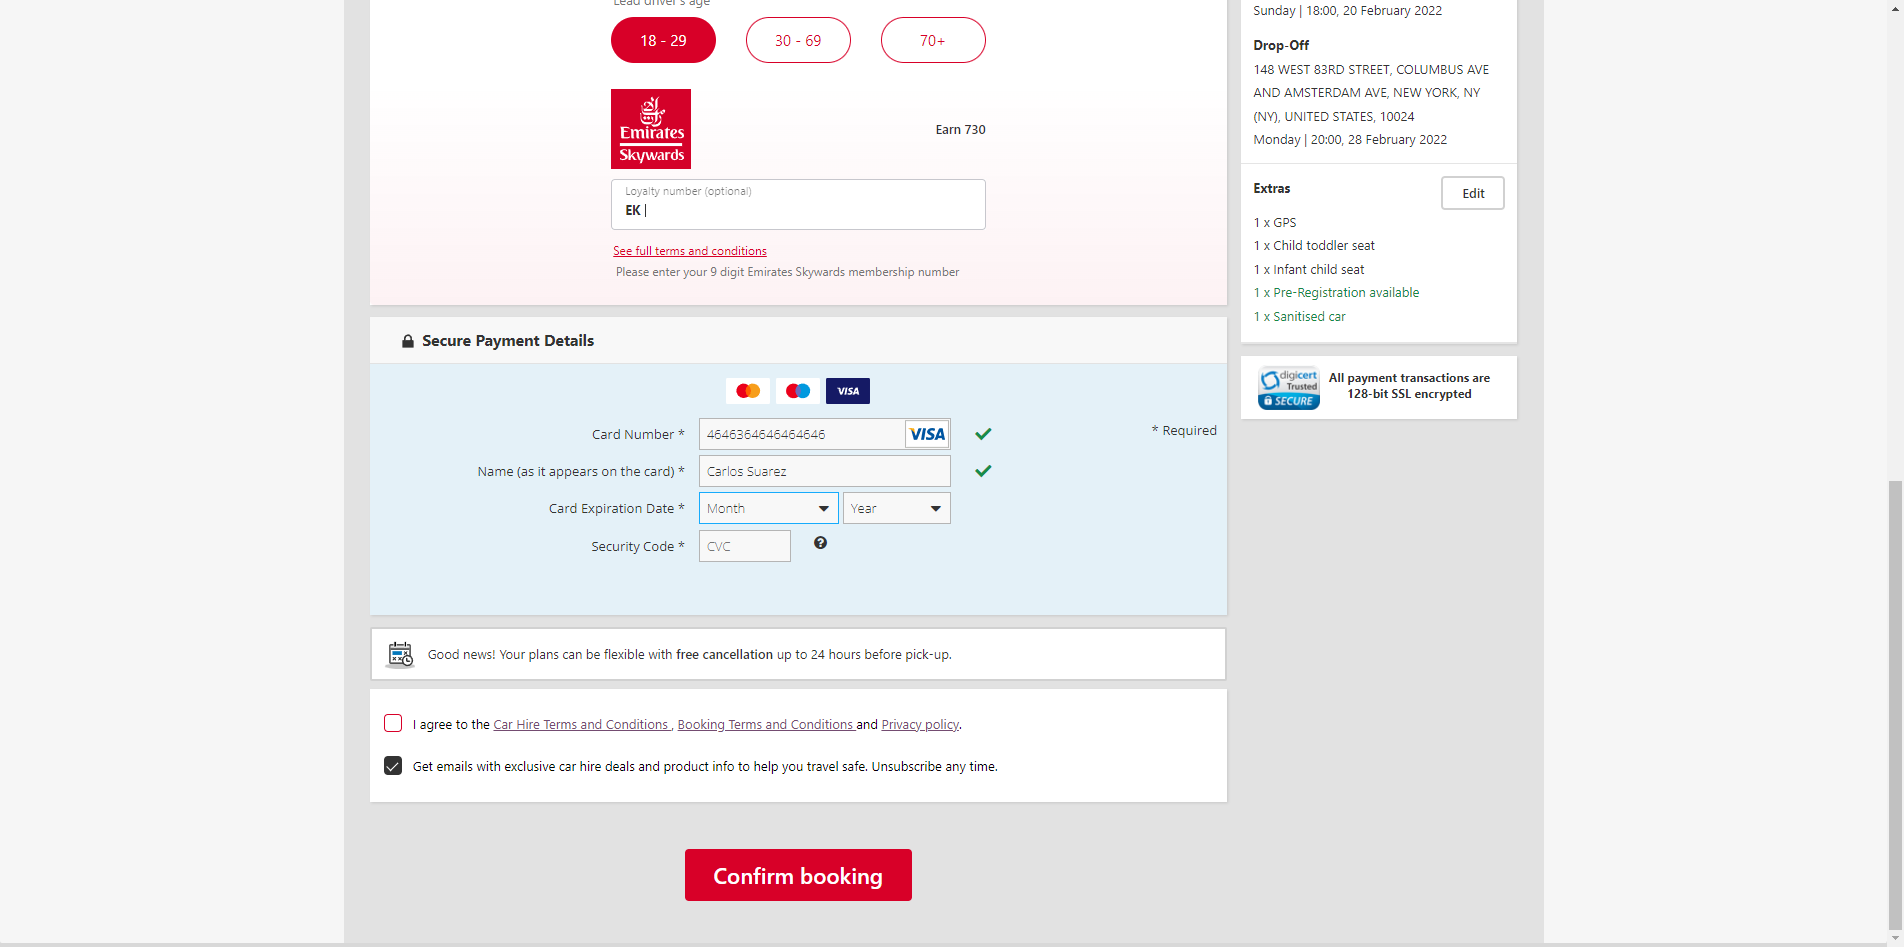 Lead driver's age
18 - 29
30 - 69
70+
Emirates
Skywards
Earn 730
Loyalty number (optional)
EK
See full terms and conditions
Please enter your 9 digit Emirates Skywards membership number
Secure Payment Details
VISA
Card Number *
4646364646464646
VISA
* Required
Name (as it appears on the card) *
Carlos Suarez
Card Expiration Date *
Month
Year
Security Code *
CVC
?
Good news! Your plans can be flexible with free cancellation up to 24 hours before pick-up.
I agree to the Car Hire Terms and Conditions , Booking Terms and Conditions and Privacy policy.
Get emails with exclusive car hire deals and product info to help you travel safe. Unsubscribe any time.
Confirm booking
Sunday | 18:00, 20 February 2022
Drop-Off
148 WEST 83RD STREET, COLUMBUS AVE
AND AMSTERDAM AVE, NEW YORK, NY
(NY), UNITED STATES, 10024
Monday | 20:00, 28 February 2022
Extras
Edit
1 x GPS
1 x Child toddler seat
1 x Infant child seat
1 x Pre-Registration available
1 x Sanitised car
digicert
Trusted
SECURE
All payment transactions are
128-bit SSL encrypted